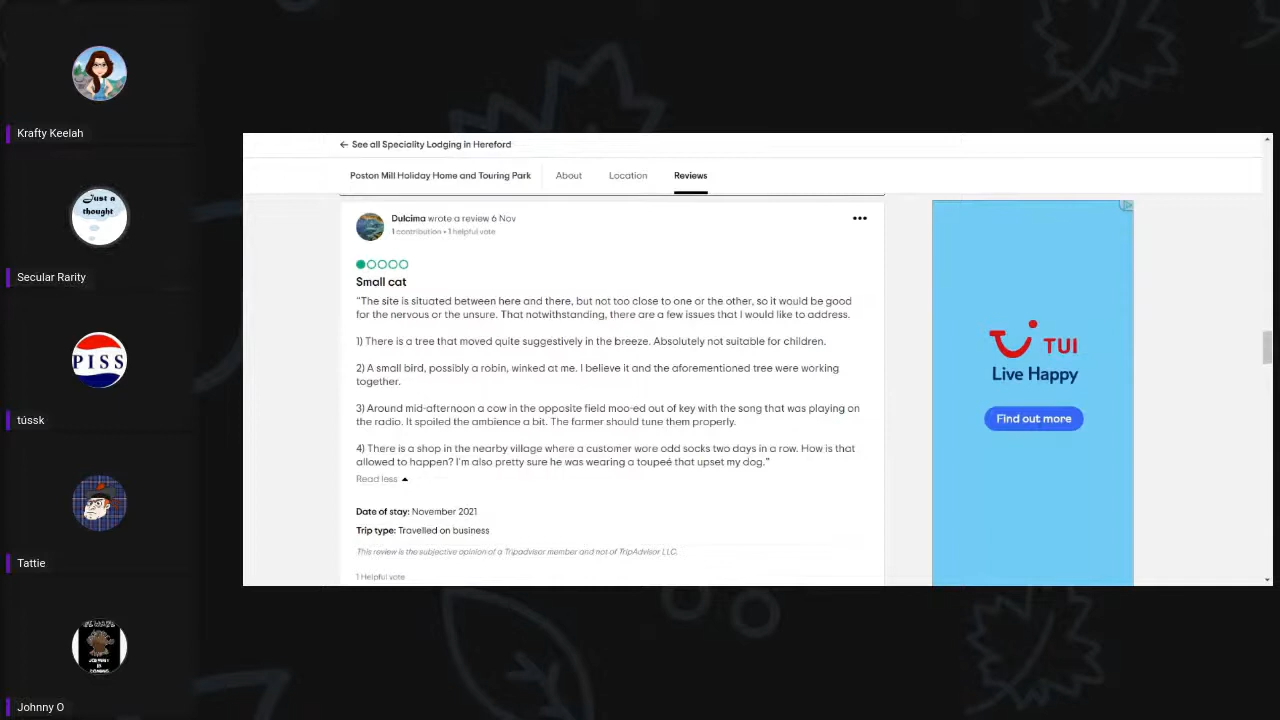 Krafty Keelah
Just a
thought
Secular Rarity
PISS
tússk
Tattie
Johnny O
← See all Speciality Lodging in Hereford
Poston Mill Holiday Home and Touring Park
About
Location
Reviews
Dulcima wrote a review 6 Nov
1 contribution • 1 helpful vote
Small cat
"The site is situated between here and there, but not too close to one or the other, so it would be good
for the nervous or the unsure. That notwithstanding, there are a few issues that I would like to address.
1) There is a tree that moved quite suggestively in the breeze. Absolutely not suitable for children.
2) A small bird, possibly a robin, winked at me. I believe it and the aforementioned tree were working
together.
3) Around mid-afternoon a cow in the opposite field moo-ed out of key with the song that was playing on
the radio. It spoiled the ambience a bit. The farmer should tune them properly.
4) There is a shop in the nearby village where a customer wore odd socks two days in a row. How is that
allowed to happen? I'm also pretty sure he was wearing a toupeé that upset my dog."
Read less
Date of stay: November 2021
Trip type: Travelled on business
This review is the subjective opinion of a Tripadvisor member and not of TripAdvisor LLC.
1 Helpful vote
TUI
Live Happy
Find out more